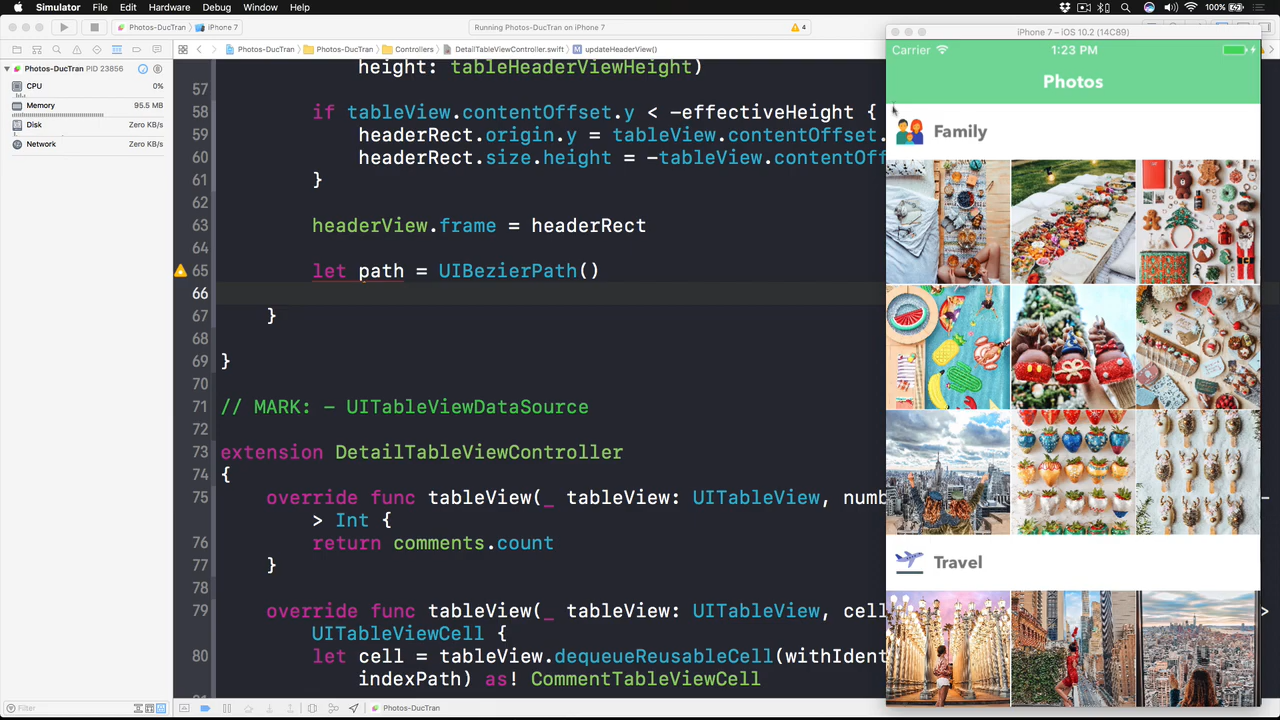 Simulator File Edit Hardware Debug Window Help 100%
Photos-DucTran iPhone 7 Running Photos-DucTran on iPhone 7 4
Photos-DucTran Photos-DucTran Controllers DetailTableViewController.swift updateHeaderView()
Photos-DucTran PID 23856
CPU 0%
Memory 95.5 MB
Disk Zero KB/s
Network Zero KB/s
height: tableHeaderViewHeight)
57
58 if tableView.contentOffset.y < -effectiveHeight {
59 headerRect.origin.y = tableView.contentOffset.
60 headerRect.size.height = -tableView.contentOff
61 }
62
63 headerView.frame = headerRect
64
65 let path = UIBezierPath()
66
67 }
68
69 }
70
71 // MARK: - UITableViewDataSource
72
73 extension DetailTableViewController
74 {
75 override func tableView(_ tableView: UITableView, numb -
> Int {
76 return comments.count
77 }
78
79 override func tableView(_ tableView: UITableView, cell >
UITableViewCell {
80 let cell = tableView.dequeueReusableCell(withIdent
indexPath) as! CommentTableViewCell
Filter
Photos-DucTran
iPhone 7 – iOS 10.2 (14C89)
Carrier 1:23 PM
Photos
Family
Travel